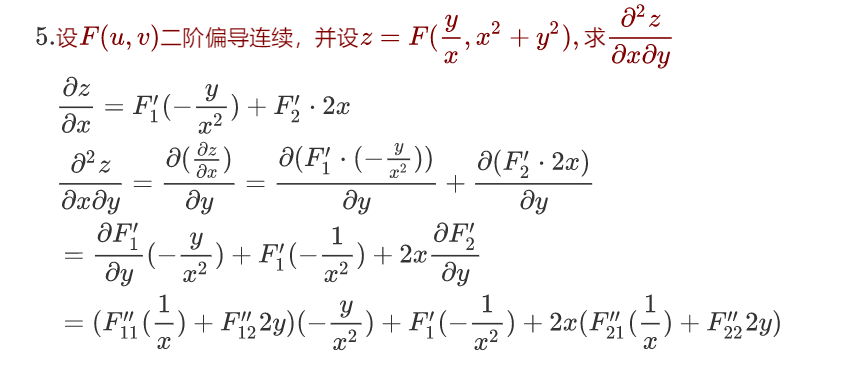 5.设$F(u,v)$二阶偏导连续，并设$z = F(\frac{y}{x}, x^2 + y^2)$, 求$\frac{\partial^2 z}{\partial x \partial y}$
$\frac{\partial z}{\partial x} = F_1'(-\frac{y}{x^2}) + F_2' \cdot 2x$
$\frac{\partial^2 z}{\partial x \partial y} = \frac{\partial(\frac{\partial z}{\partial x})}{\partial y} = \frac{\partial(F_1' \cdot (-\frac{y}{x^2}))}{\partial y} + \frac{\partial(F_2' \cdot 2x)}{\partial y}$
$= \frac{\partial F_1'}{\partial y}(-\frac{y}{x^2}) + F_1'(-\frac{1}{x^2}) + 2x\frac{\partial F_2'}{\partial y}$
$= (F_{11}''(\frac{1}{x}) + F_{12}''2y)(-\frac{y}{x^2}) + F_1'(-\frac{1}{x^2}) + 2x(F_{21}''(\frac{1}{x}) + F_{22}''2y)$